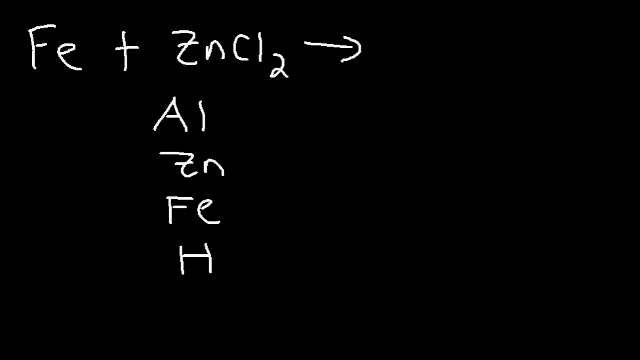 Fe + ZnCl₂ →
Al
Zn
Fe
H